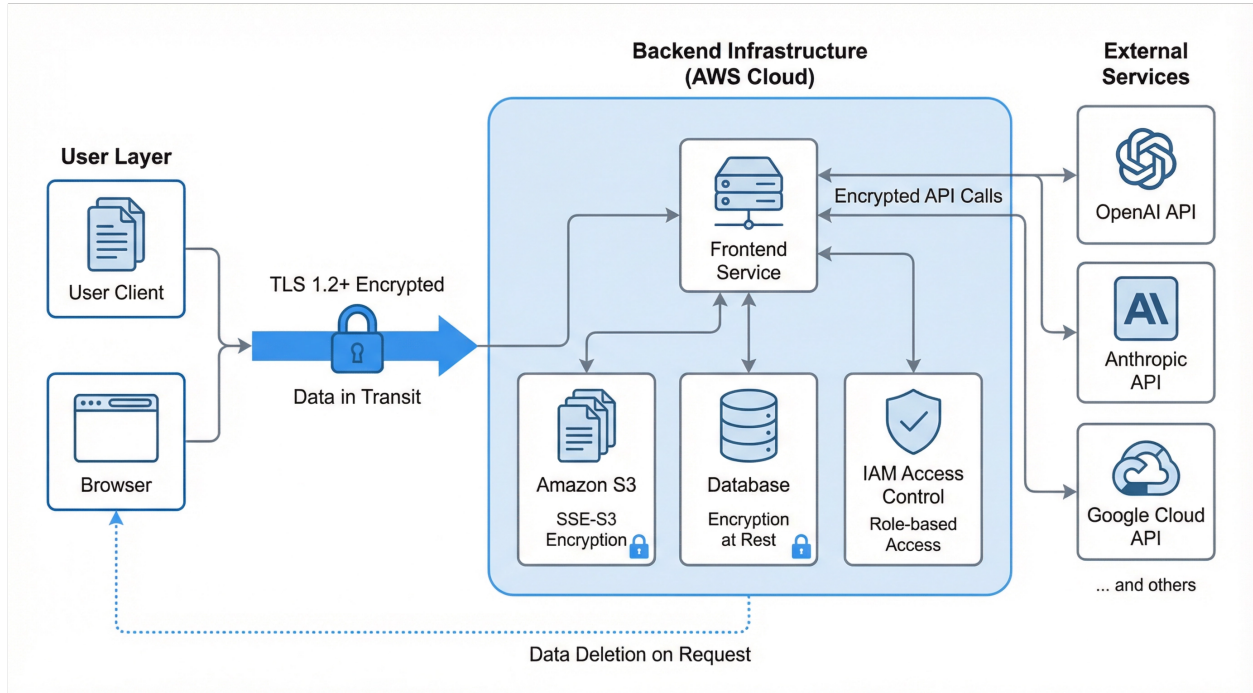 Backend Infrastructure
(AWS Cloud)
External
Services
User Layer
User Client
Browser
TLS 1.2+ Encrypted
Data in Transit
Frontend
Service
Encrypted API Calls
Amazon S3
SSE-S3
Encryption
Database
Encryption
at Rest
IAM Access
Control
Role-based
Access
OpenAI API
Anthropic
API
Google Cloud
API
... and others
Data Deletion on Request